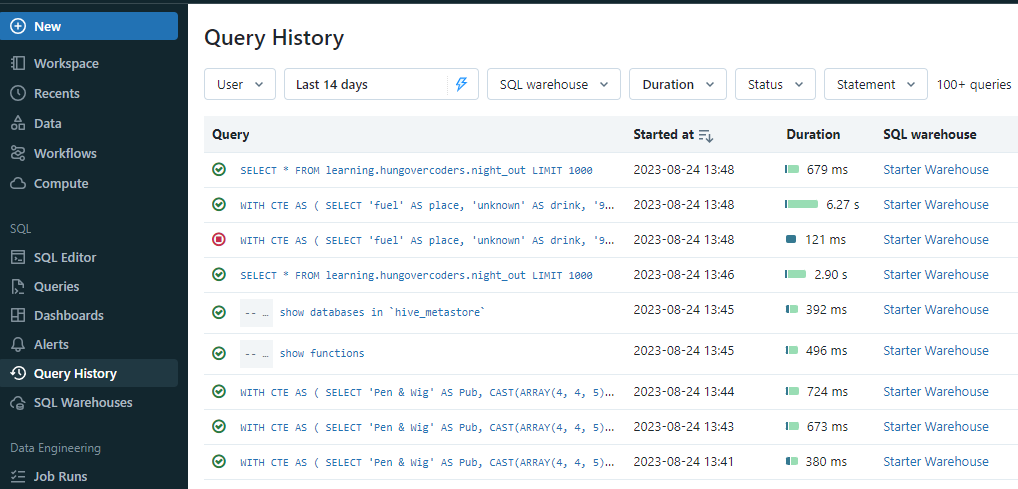 New
Workspace
Recents
Data
Workflows
Compute
SQL
SQL Editor
Queries
Dashboards
Alerts
Query History
SQL Warehouses
Data Engineering
Job Runs
Query History
User Last 14 days SQL warehouse Duration Status Statement 100+ queries
Query Started at Duration SQL warehouse
SELECT * FROM learning.hungovercoders.night_out LIMIT 1000 2023-08-24 13:48 679 ms Starter Warehouse
WITH CTE AS ( SELECT 'fuel' AS place, 'unknown' AS drink, '9... 2023-08-24 13:48 6.27 s Starter Warehouse
WITH CTE AS ( SELECT 'fuel' AS place, 'unknown' AS drink, '9... 2023-08-24 13:48 121 ms Starter Warehouse
SELECT * FROM learning.hungovercoders.night_out LIMIT 1000 2023-08-24 13:46 2.90 s Starter Warehouse
-- … show databases in `hive_metastore` 2023-08-24 13:45 392 ms Starter Warehouse
-- … show functions 2023-08-24 13:45 496 ms Starter Warehouse
WITH CTE AS ( SELECT 'Pen & Wig' AS Pub, CAST(ARRAY(4, 4, 5)... 2023-08-24 13:44 724 ms Starter Warehouse
WITH CTE AS ( SELECT 'Pen & Wig' AS Pub, CAST(ARRAY(4, 4, 5)... 2023-08-24 13:43 673 ms Starter Warehouse
WITH CTE AS ( SELECT 'Pen & Wig' AS Pub, CAST(ARRAY(4, 4, 5)... 2023-08-24 13:41 380 ms Starter Warehouse